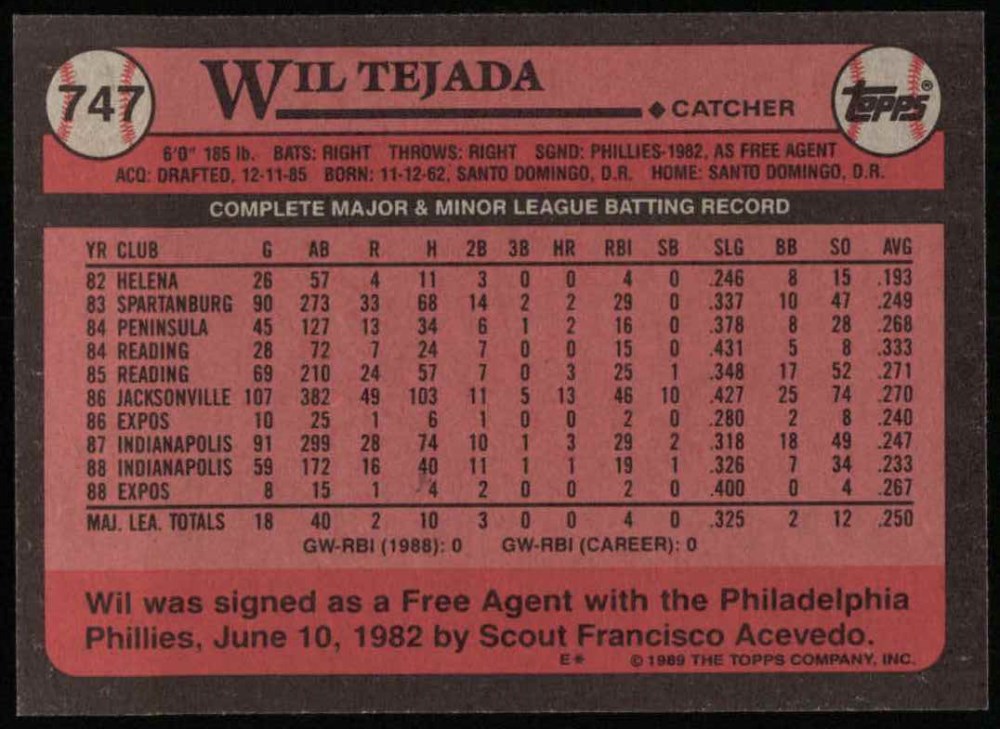 747
WIL TEJADA
◆ CATCHER
TOPPS®
6'0" 185 lb. BATS: RIGHT THROWS: RIGHT SGND: PHILLIES-1982, AS FREE AGENT
ACQ: DRAFTED, 12-11-85 BORN: 11-12-62, SANTO DOMINGO, D.R. HOME: SANTO DOMINGO, D.R.
COMPLETE MAJOR & MINOR LEAGUE BATTING RECORD
YR CLUB G AB R H 2B 3B HR RBI SB SLG BB SO AVG
82 HELENA 26 57 4 11 3 0 0 4 0 .246 8 15 .193
83 SPARTANBURG 90 273 33 68 14 2 2 29 0 .337 10 47 .249
84 PENINSULA 45 127 13 34 6 1 2 16 0 .378 8 28 .268
84 READING 28 72 7 24 7 0 0 15 0 .431 5 8 .333
85 READING 69 210 24 57 7 0 3 25 1 .348 17 52 .271
86 JACKSONVILLE 107 382 49 103 11 5 13 46 10 .427 25 74 .270
86 EXPOS 10 25 1 6 1 0 0 2 0 .280 2 8 .240
87 INDIANAPOLIS 91 299 28 74 10 1 3 29 2 .318 18 49 .247
88 INDIANAPOLIS 59 172 16 40 11 1 1 19 1 .326 7 34 .233
88 EXPOS 8 15 1 4 2 0 0 2 0 .400 0 4 .267
MAJ. LEA. TOTALS 18 40 2 10 3 0 0 4 0 .325 2 12 .250
GW-RBI (1988): 0 GW-RBI (CAREER): 0
Wil was signed as a Free Agent with the Philadelphia
Phillies, June 10, 1982 by Scout Francisco Acevedo.
E* © 1989 THE TOPPS COMPANY, INC.